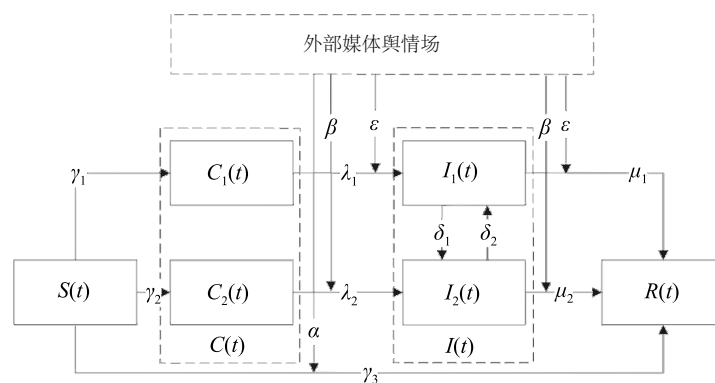 外部媒体舆情场
β
ε
β
ε
γ₁
C₁(t)
λ₁
I₁(t)
μ₁
δ₁
δ₂
S(t)
γ₂
C₂(t)
λ₂
I₂(t)
μ₂
R(t)
α
C(t)
I(t)
γ₃